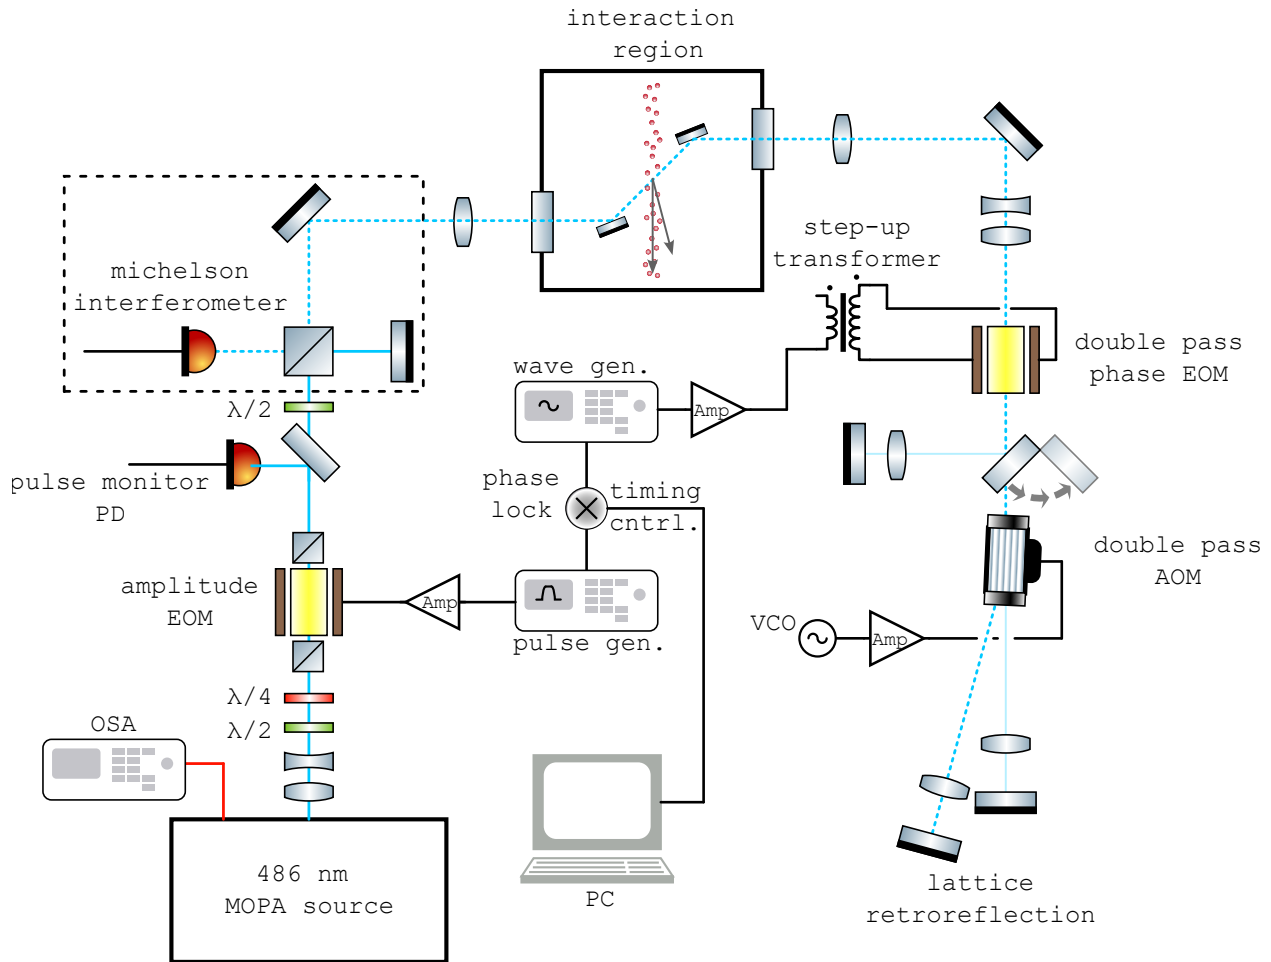 interaction
region
michelson
interferometer
step-up
transformer
double pass
phase EOM
λ/2
wave gen.
Amp
pulse monitor
PD
phase
lock
timing
cntrl.
double pass
AOM
amplitude
EOM
Amp
pulse gen.
VCO
Amp
λ/4
λ/2
OSA
486 nm
MOPA source
PC
lattice
retroreflection